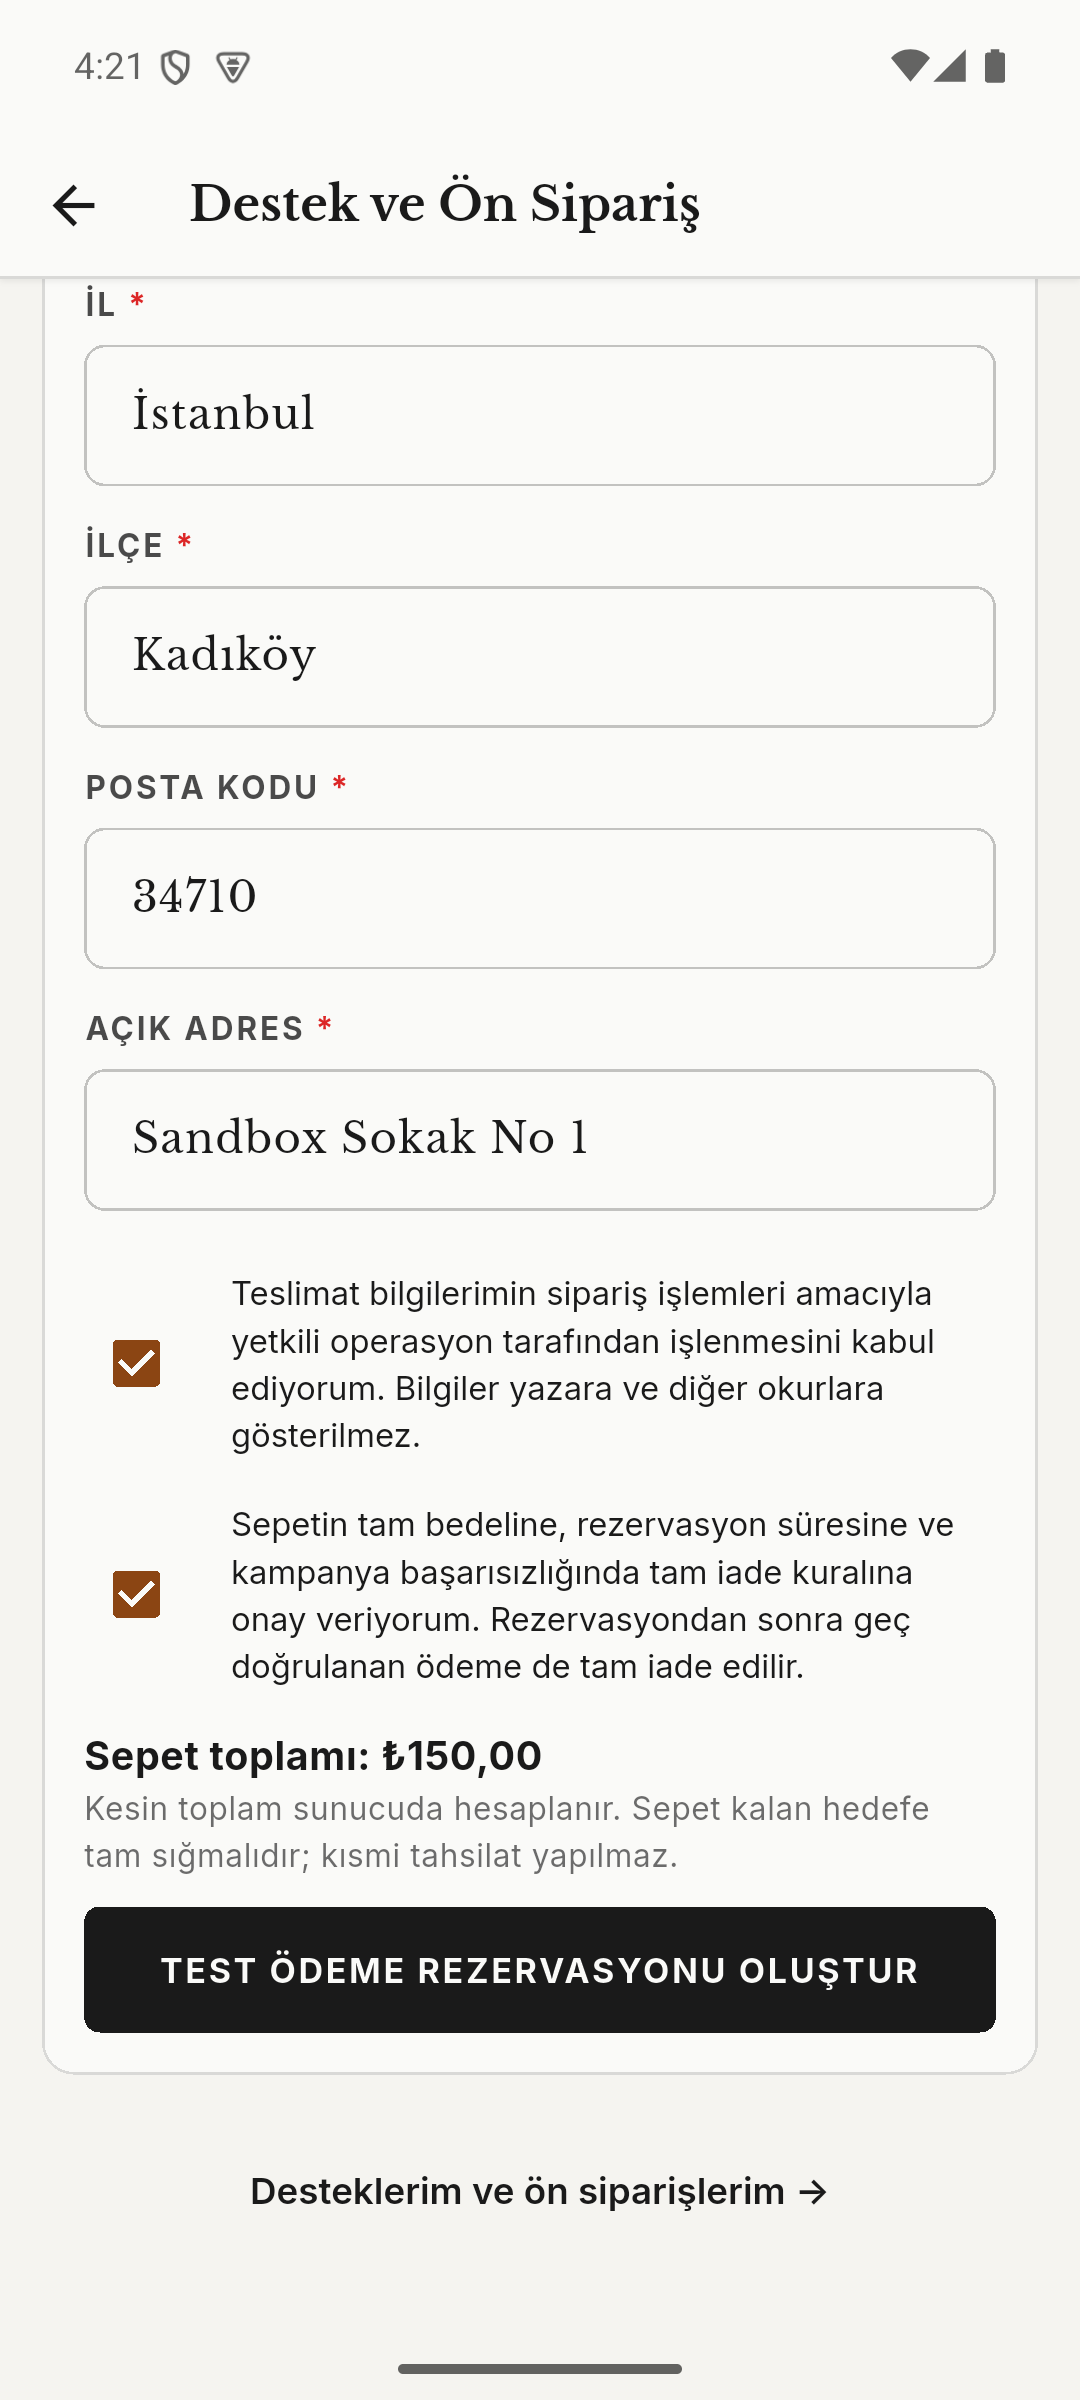 4:21
Destek ve Ön Sipariş
İL *
İstanbul
İLÇE *
Kadıköy
POSTA KODU *
34710
AÇIK ADRES *
Sandbox Sokak No 1
Teslimat bilgilerimin sipariş işlemleri amacıyla
yetkili operasyon tarafından işlenmesini kabul
ediyorum. Bilgiler yazara ve diğer okurlara
gösterilmez.
Sepetin tam bedeline, rezervasyon süresine ve
kampanya başarısızlığında tam iade kuralına
onay veriyorum. Rezervasyondan sonra geç
doğrulanan ödeme de tam iade edilir.
Sepet toplamı: ₺150,00
Kesin toplam sunucuda hesaplanır. Sepet kalan hedefe
tam sığmalıdır; kısmi tahsilat yapılmaz.
TEST ÖDEME REZERVASYONU OLUŞTUR
Desteklerim ve ön siparişlerim →